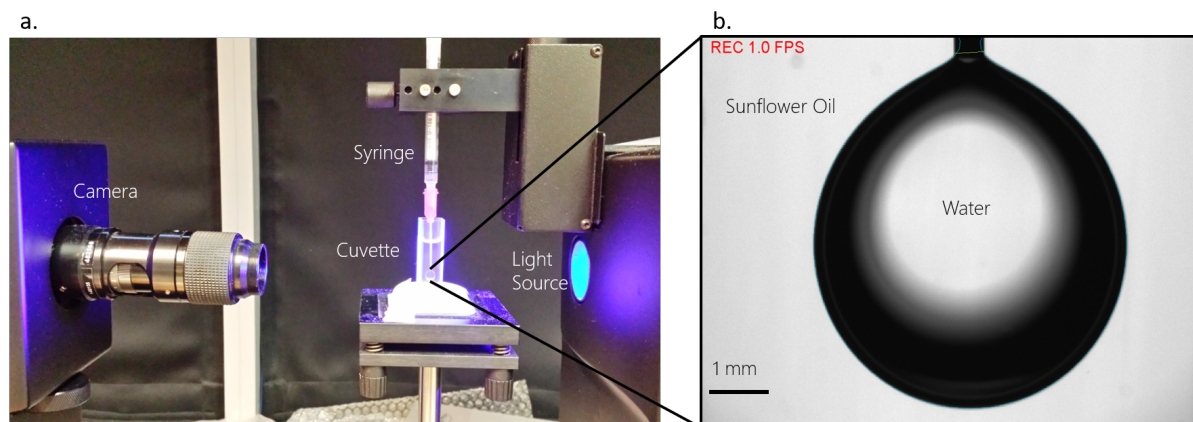 a.
Camera
Syringe
Cuvette
Light
Source
b.
REC 1.0 FPS
Sunflower Oil
Water
1 mm